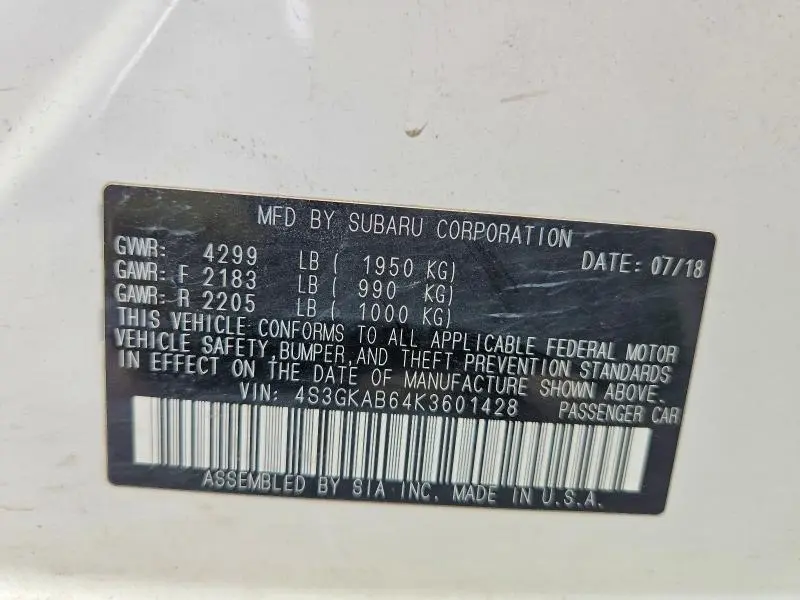 MFD BY SUBARU CORPORATION
GVWR: 4299 LB ( 1950 KG) DATE: 07/18
GAWR: F 2183 LB ( 990 KG)
GAWR: R 2205 LB ( 1000 KG)
THIS VEHICLE CONFORMS TO ALL APPLICABLE FEDERAL MOTOR
VEHICLE SAFETY, BUMPER, AND THEFT PREVENTION STANDARDS
IN EFFECT ON THE DATE OF MANUFACTURE SHOWN ABOVE.
VIN: 4S3GKAB64K3601428 PASSENGER CAR
ASSEMBLED BY SIA INC. MADE IN U.S.A.